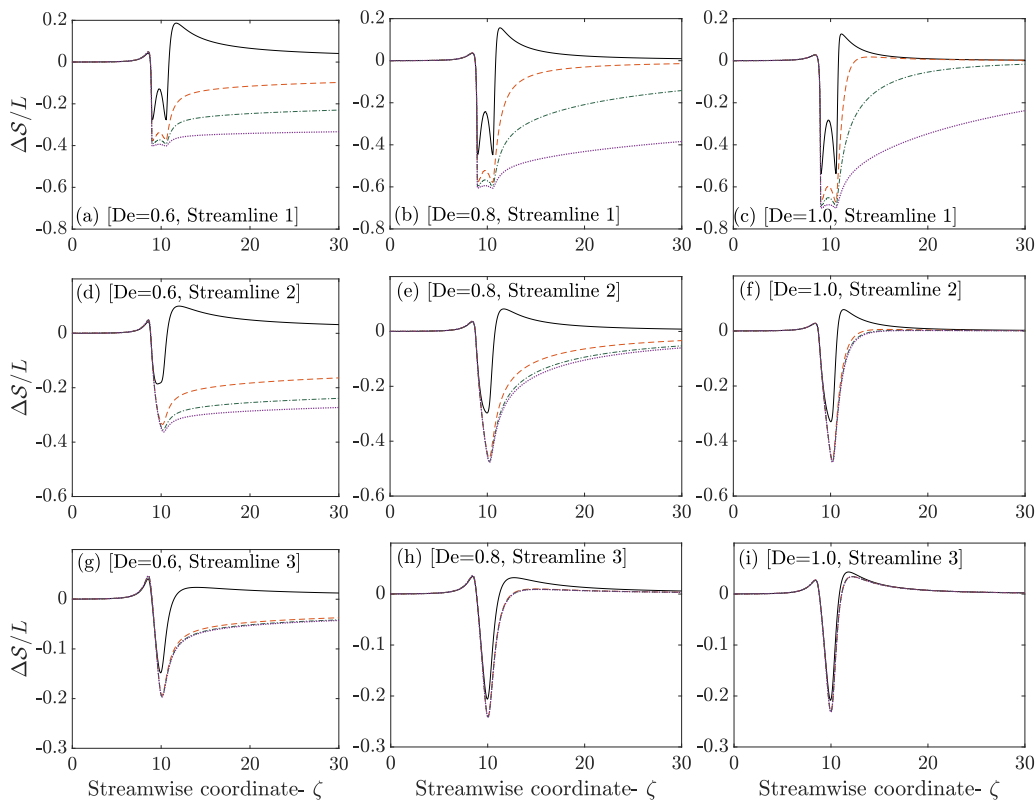 0.2
0
-0.2
-0.4
-0.6
-0.8
ΔS/L
(a) [De=0.6, Streamline 1]
0 10 20 30
0.2
0
-0.2
-0.4
-0.6
-0.8
(b) [De=0.8, Streamline 1]
0 10 20 30
0.2
0
-0.2
-0.4
-0.6
-0.8
(c) [De=1.0, Streamline 1]
0 10 20 30
(d) [De=0.6, Streamline 2]
0
-0.2
-0.4
-0.6
ΔS/L
0 10 20 30
0.2
(e) [De=0.8, Streamline 2]
0
-0.2
-0.4
-0.6
0 10 20 30
0.2
(f) [De=1.0, Streamline 2]
0
-0.2
-0.4
-0.6
0 10 20 30
(g) [De=0.6, Streamline 3]
0
-0.1
-0.2
-0.3
ΔS/L
0 10 20 30
Streamwise coordinate- ζ
(h) [De=0.8, Streamline 3]
0
-0.1
-0.2
-0.3
0 10 20 30
Streamwise coordinate- ζ
(i) [De=1.0, Streamline 3]
0
-0.1
-0.2
-0.3
0 10 20 30
Streamwise coordinate- ζ